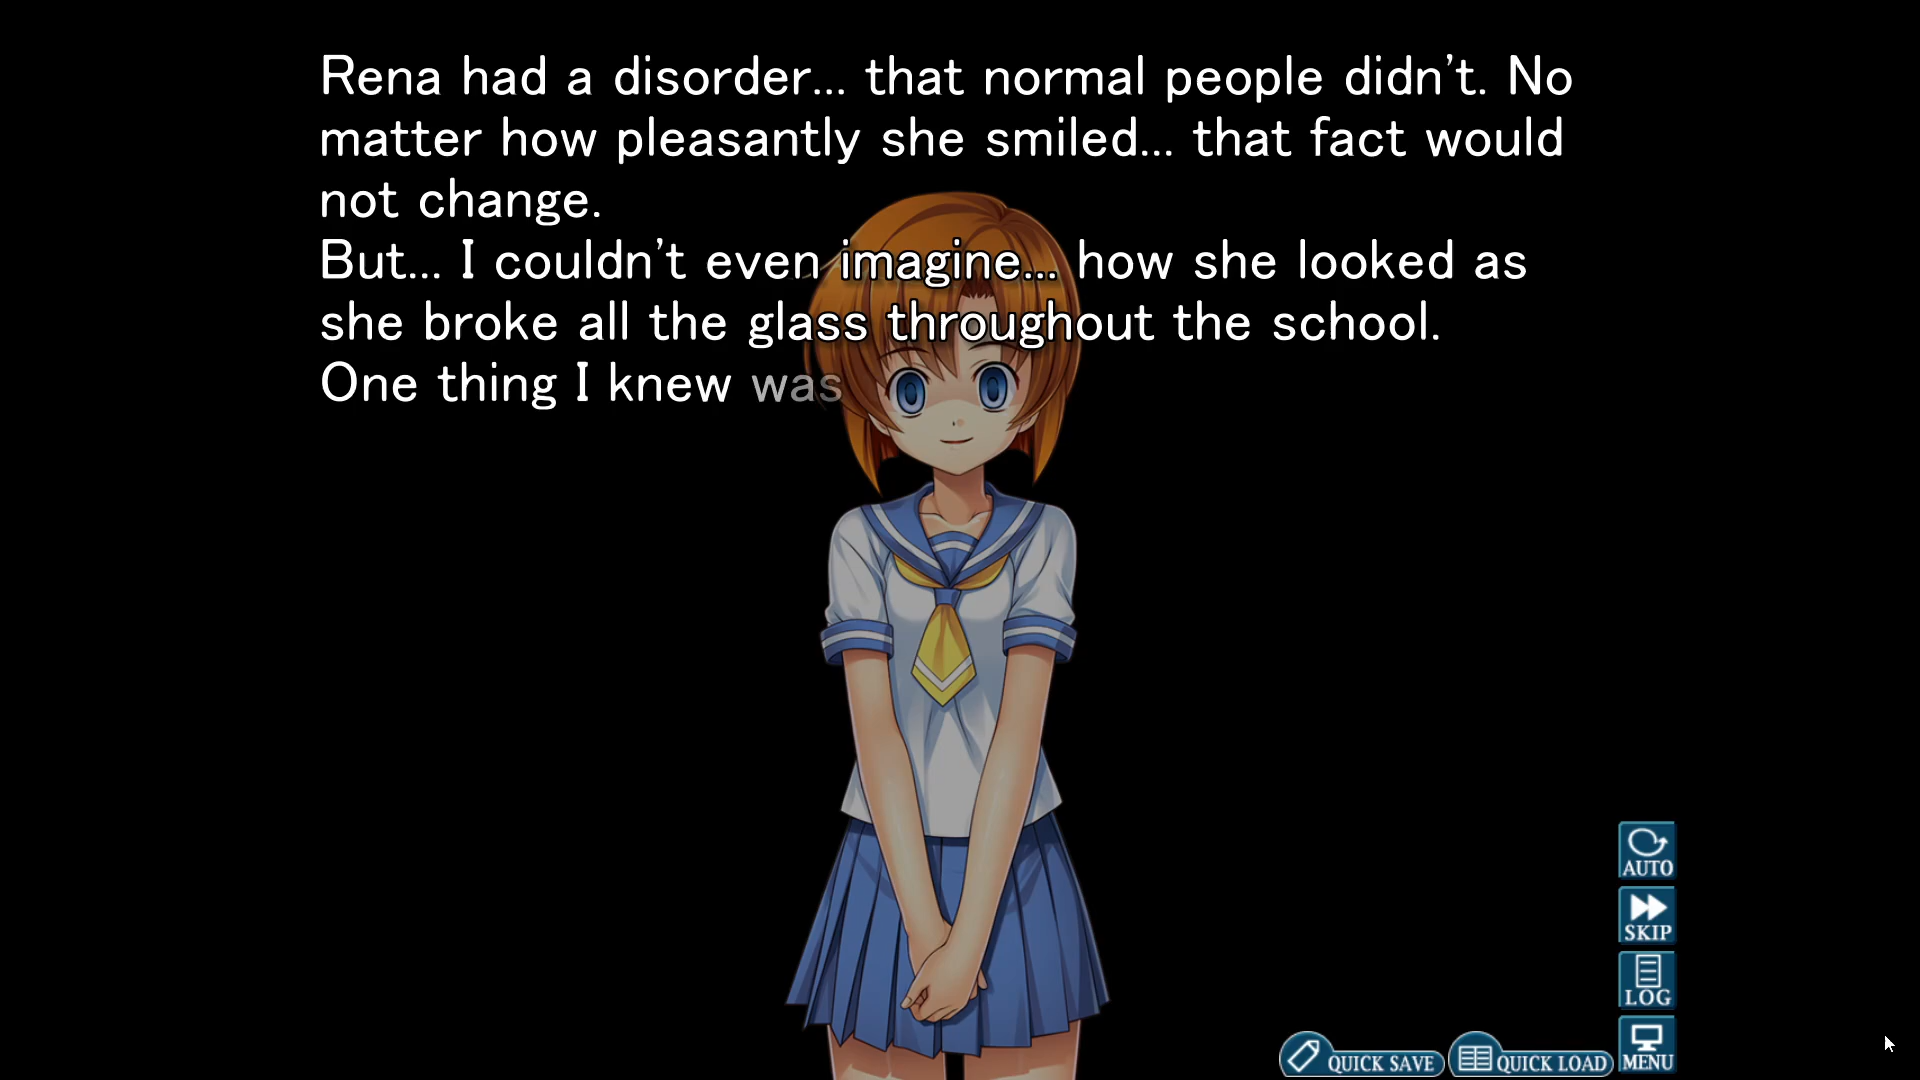 Rena had a disorder... that normal people didn't. No
matter how pleasantly she smiled... that fact would
not change.
But... I couldn't even imagine... how she looked as
she broke all the glass throughout the school.
One thing I knew was
AUTO
SKIP
LOG
MENU
QUICK SAVE
QUICK LOAD